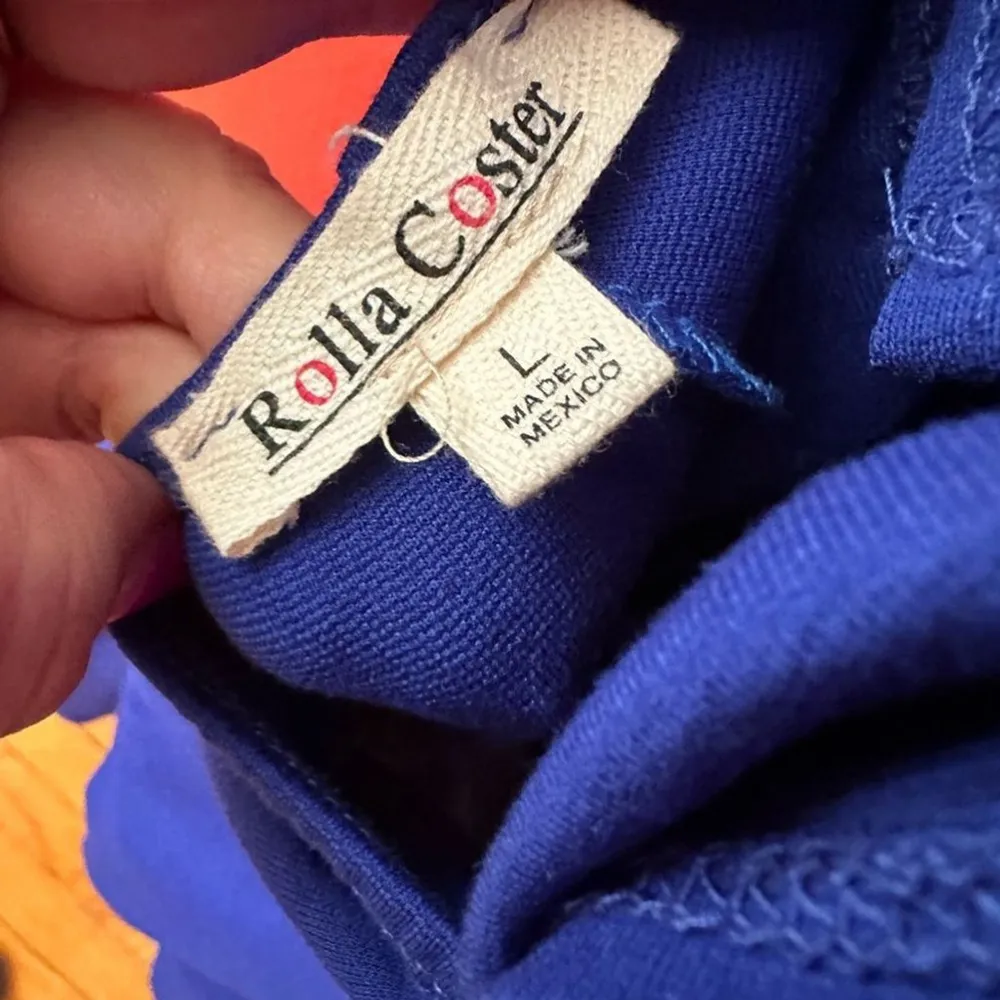 Rolla Coster
L
MADE IN
MEXICO